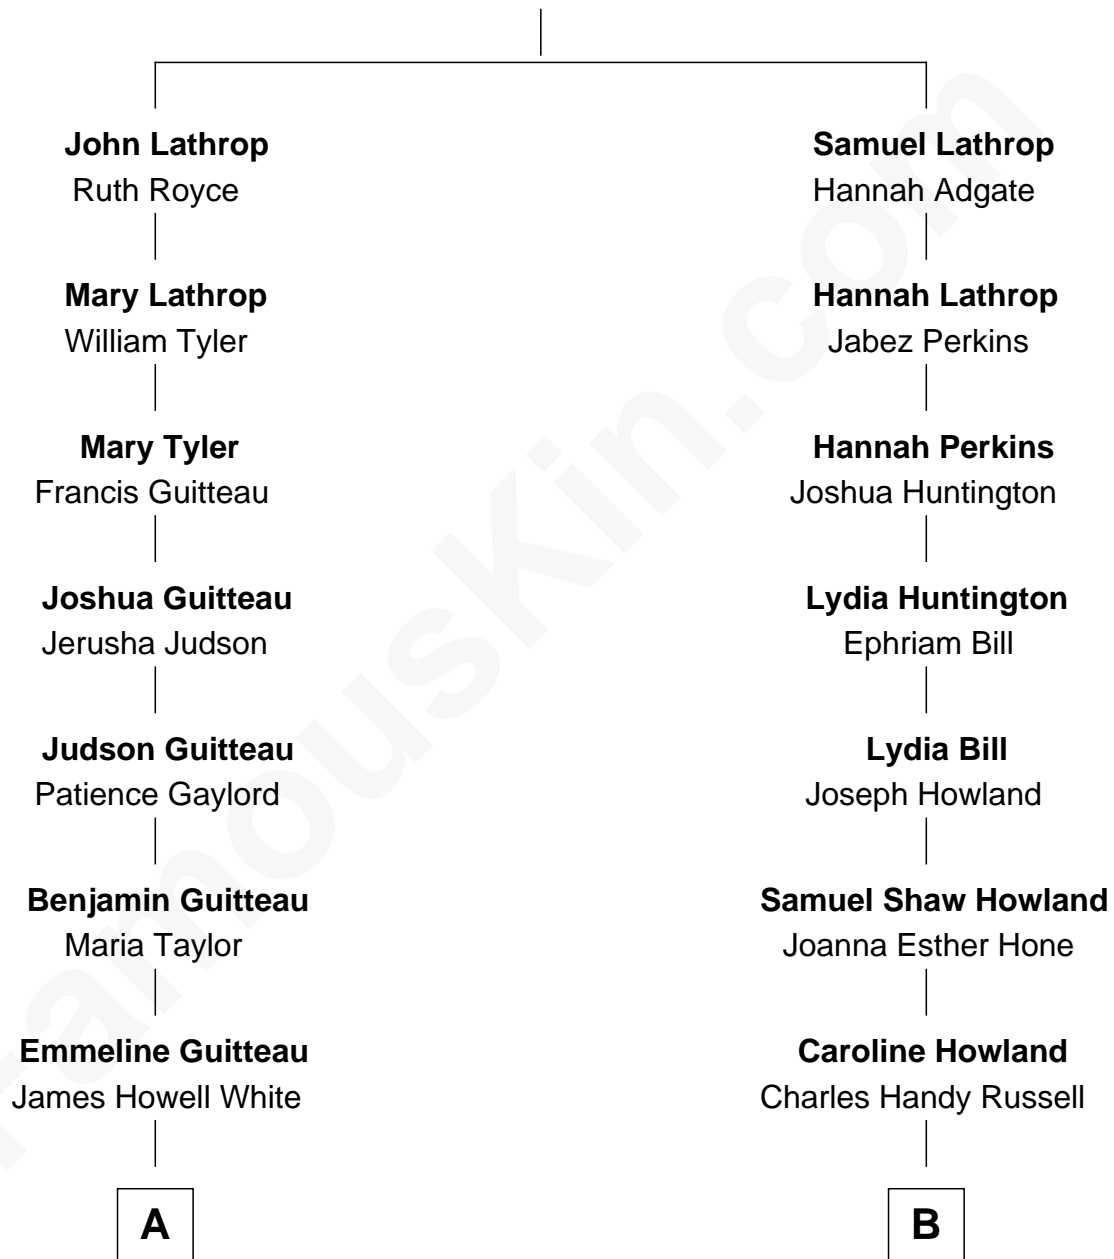 John Lathrop
Ruth Royce
Mary Lathrop
William Tyler
Mary Tyler
Francis Guitteau
Joshua Guitteau
Jerusha Judson
Judson Guitteau
Patience Gaylord
Benjamin Guitteau
Maria Taylor
Emmeline Guitteau
James Howell White
A
Samuel Lathrop
Hannah Adgate
Hannah Lathrop
Jabez Perkins
Hannah Perkins
Joshua Huntington
Lydia Huntington
Ephriam Bill
Lydia Bill
Joseph Howland
Samuel Shaw Howland
Joanna Esther Hone
Caroline Howland
Charles Handy Russell
B
FamousKin.com